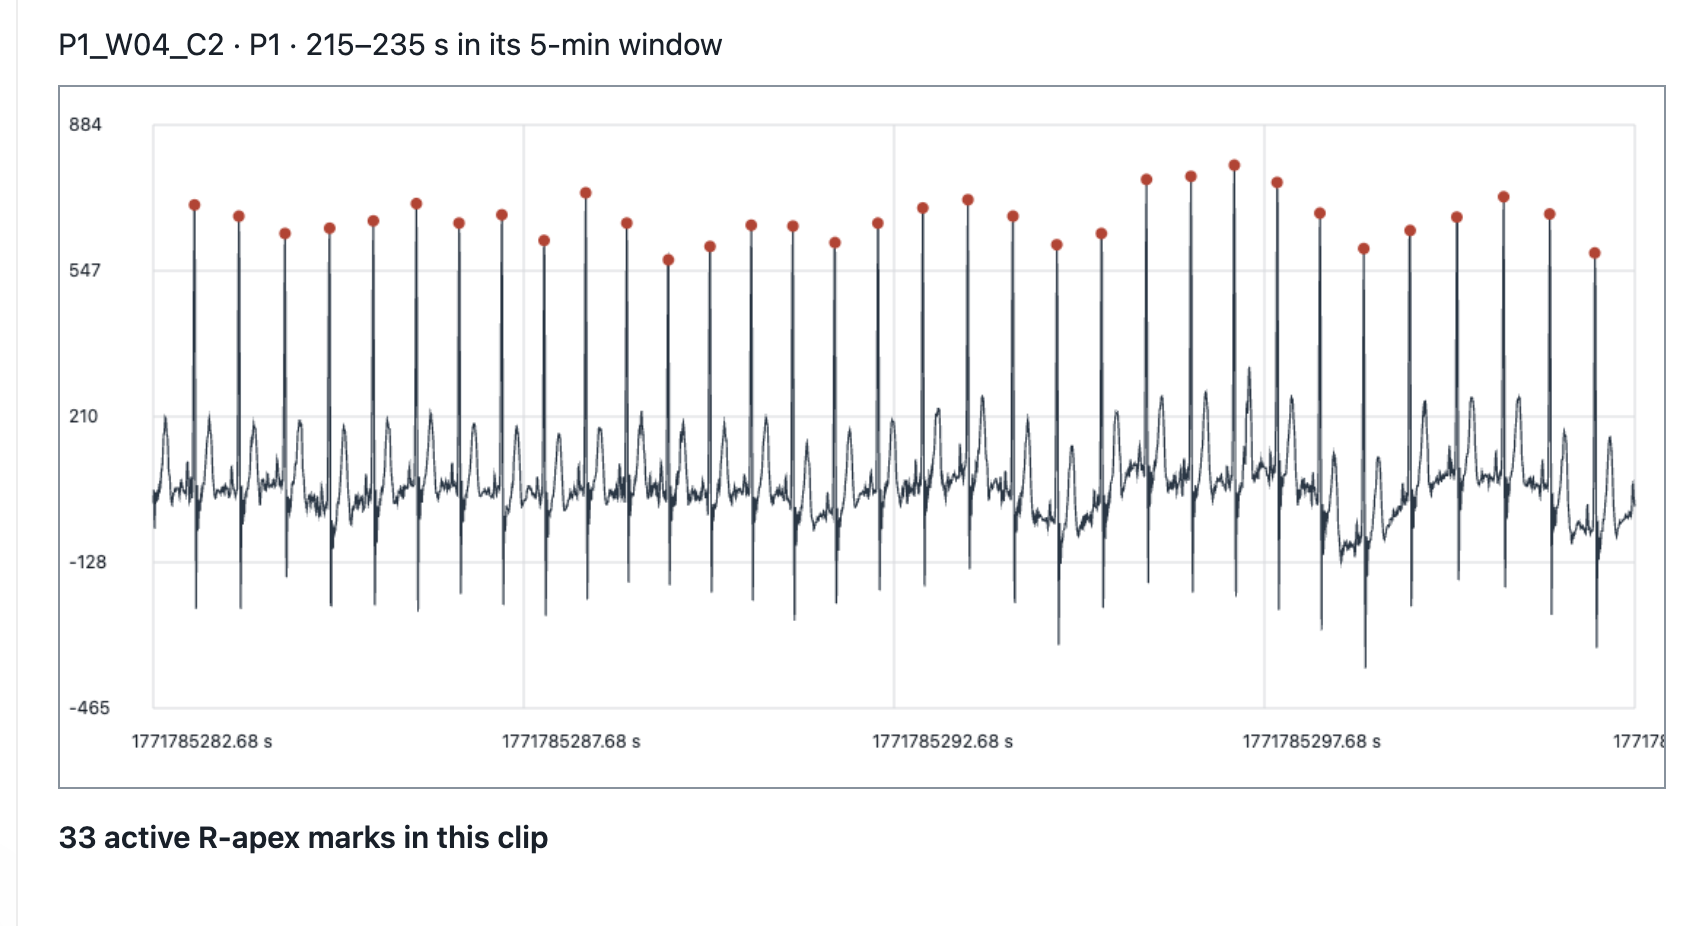 P1_W04_C2 · P1 · 215–235 s in its 5-min window
884
547
210
-128
-465
1771785282.68 s 1771785287.68 s 1771785292.68 s 1771785297.68 s 177178
33 active R-apex marks in this clip